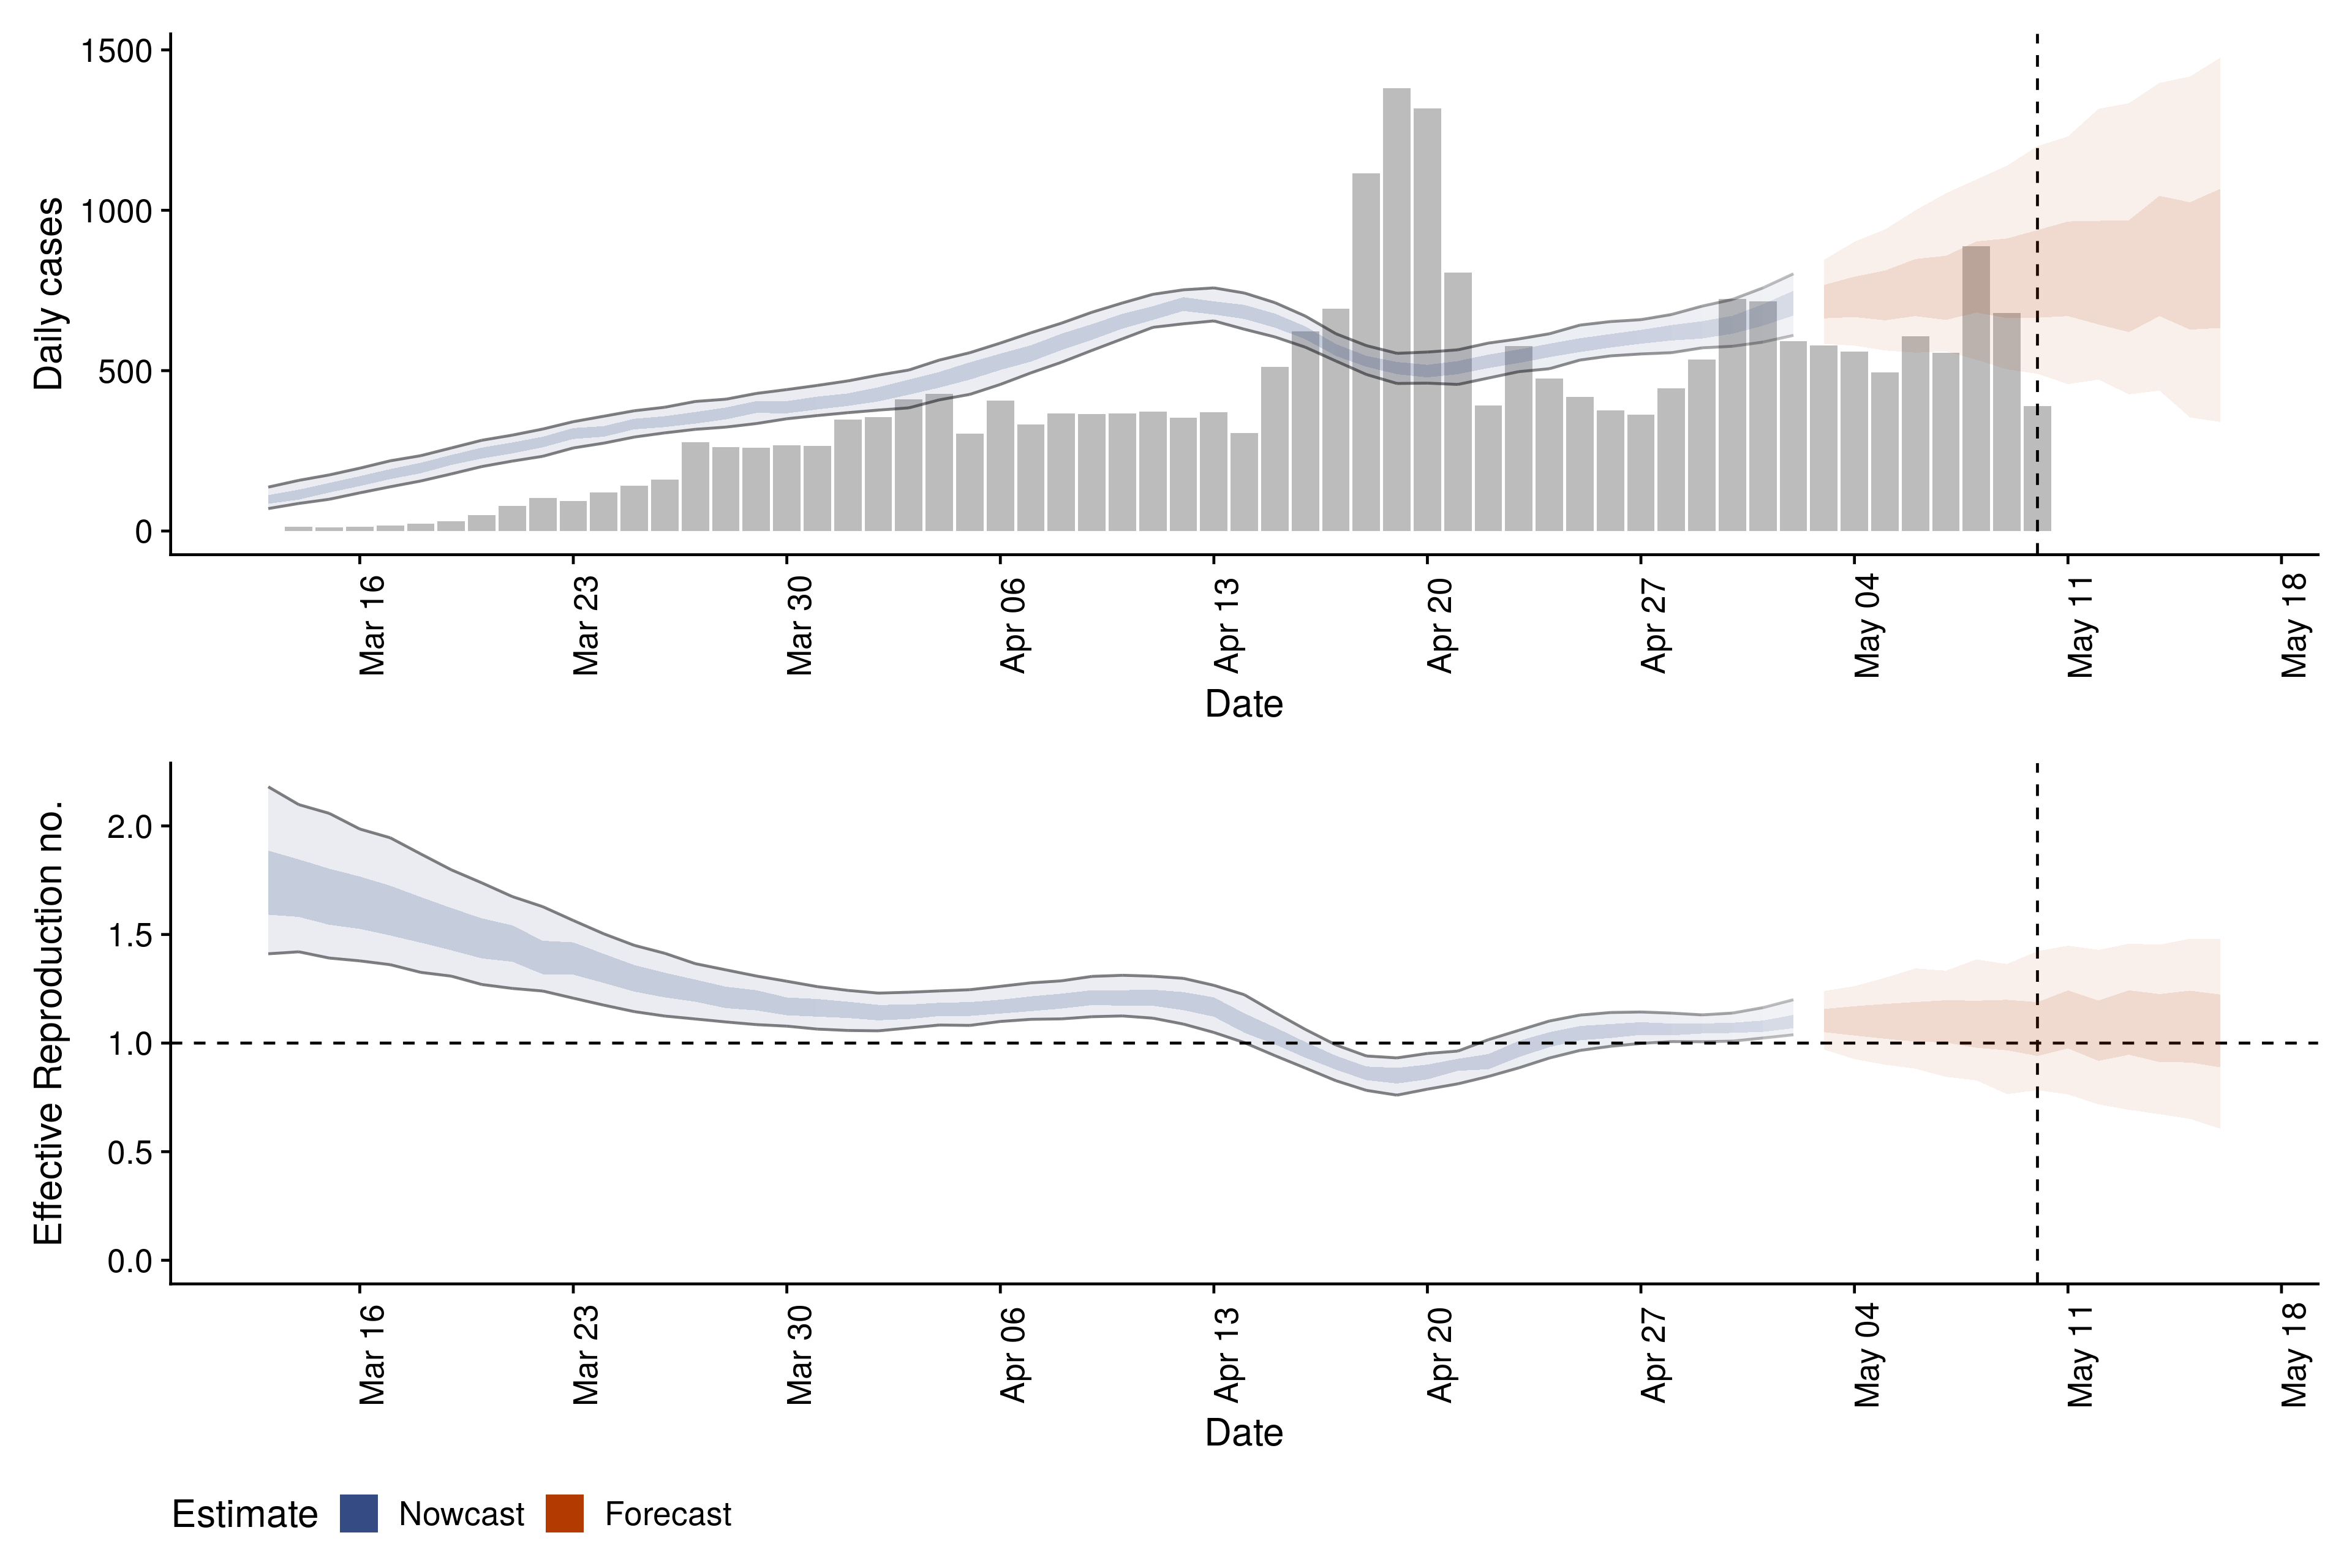 1500
1000
500
0
Daily cases
Mar 16
Mar 23
Mar 30
Apr 06
Apr 13
Apr 20
Apr 27
May 04
May 11
May 18
Date
2.0
1.5
1.0
0.5
0.0
Effective Reproduction no.
Mar 16
Mar 23
Mar 30
Apr 06
Apr 13
Apr 20
Apr 27
May 04
May 11
May 18
Date
Estimate Nowcast Forecast